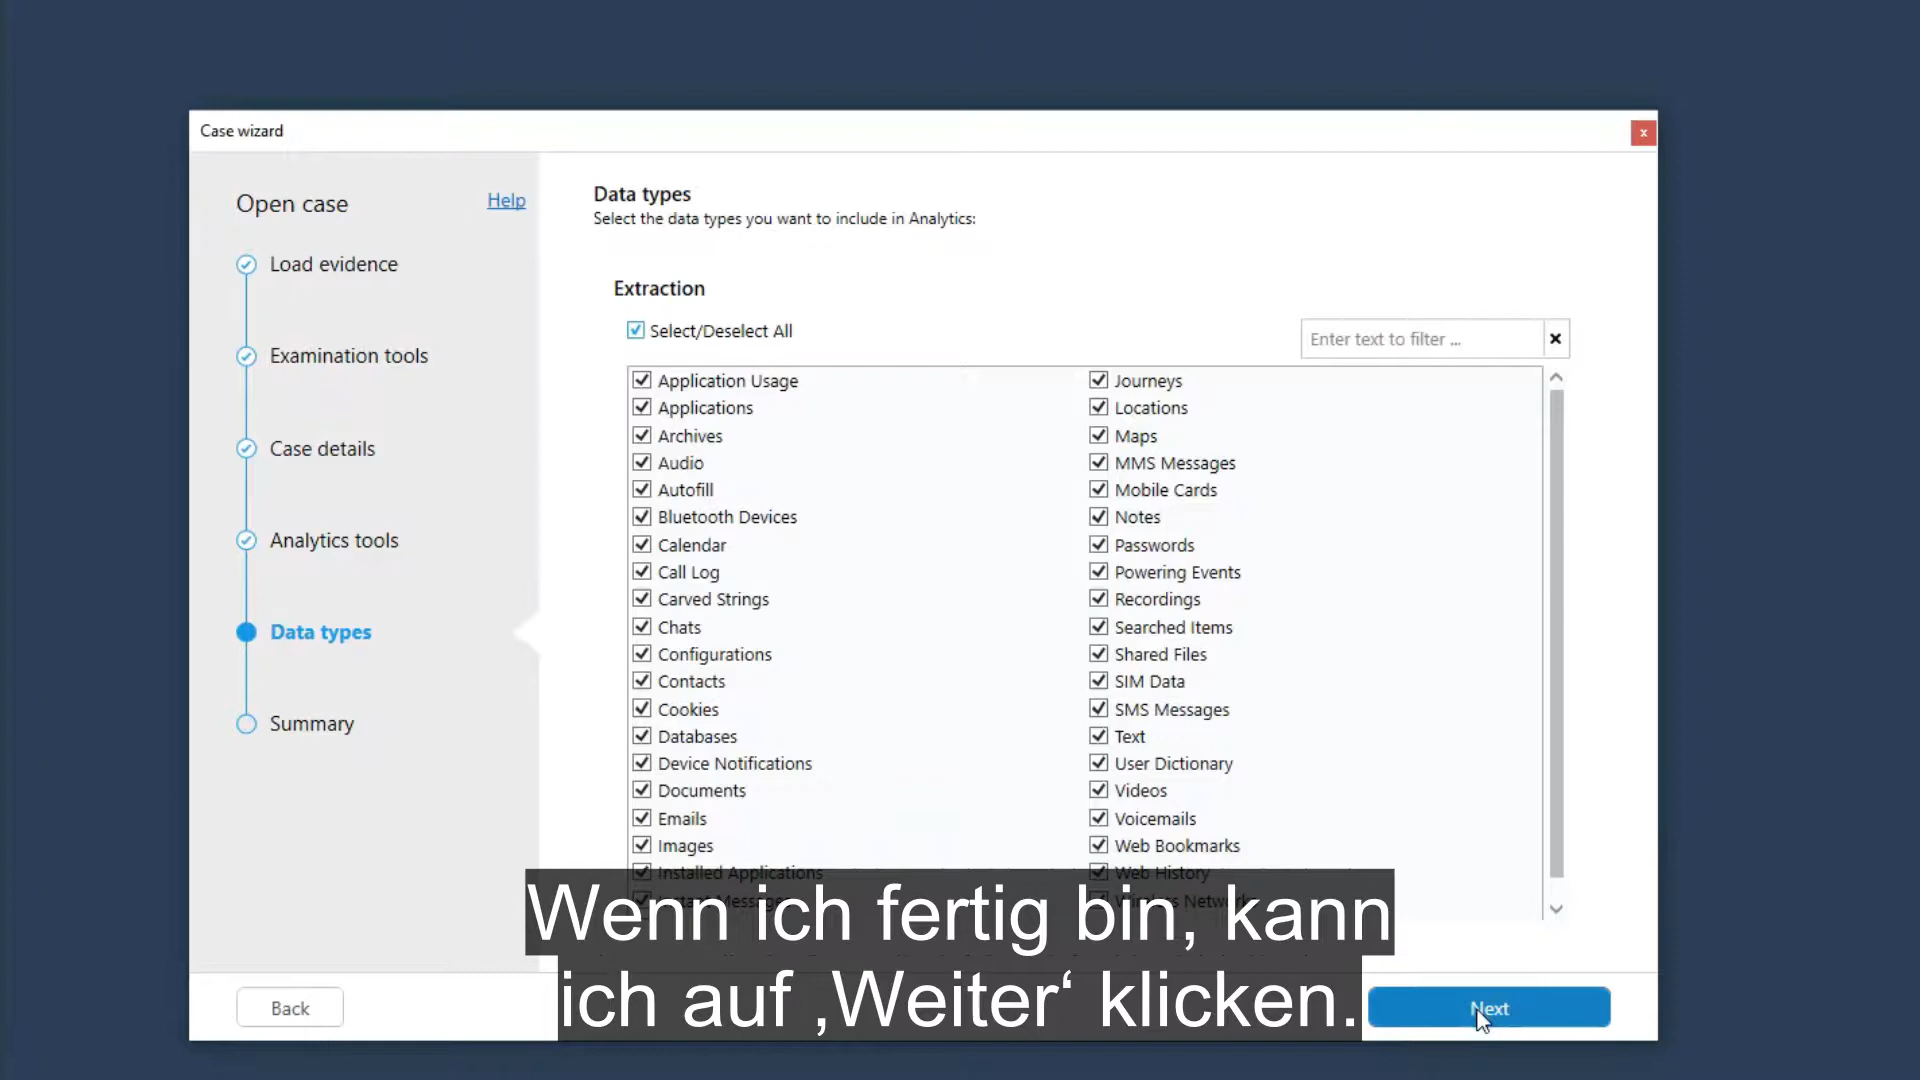 Case wizard
x
Open case
Help
Load evidence
Examination tools
Case details
Analytics tools
Data types
Summary
Data types
Select the data types you want to include in Analytics:
Extraction
Select/Deselect All
Enter text to filter ...
Application Usage
Applications
Archives
Audio
Autofill
Bluetooth Devices
Calendar
Call Log
Carved Strings
Chats
Configurations
Contacts
Cookies
Databases
Device Notifications
Documents
Emails
Images
Installed Applications
Instant Messages
Journeys
Locations
Maps
MMS Messages
Mobile Cards
Notes
Passwords
Powering Events
Recordings
Searched Items
Shared Files
SIM Data
SMS Messages
Text
User Dictionary
Videos
Voicemails
Web Bookmarks
Web History
Wireless Networks
Wenn ich fertig bin, kann
ich auf ‚Weiter‘ klicken.
Back
Next